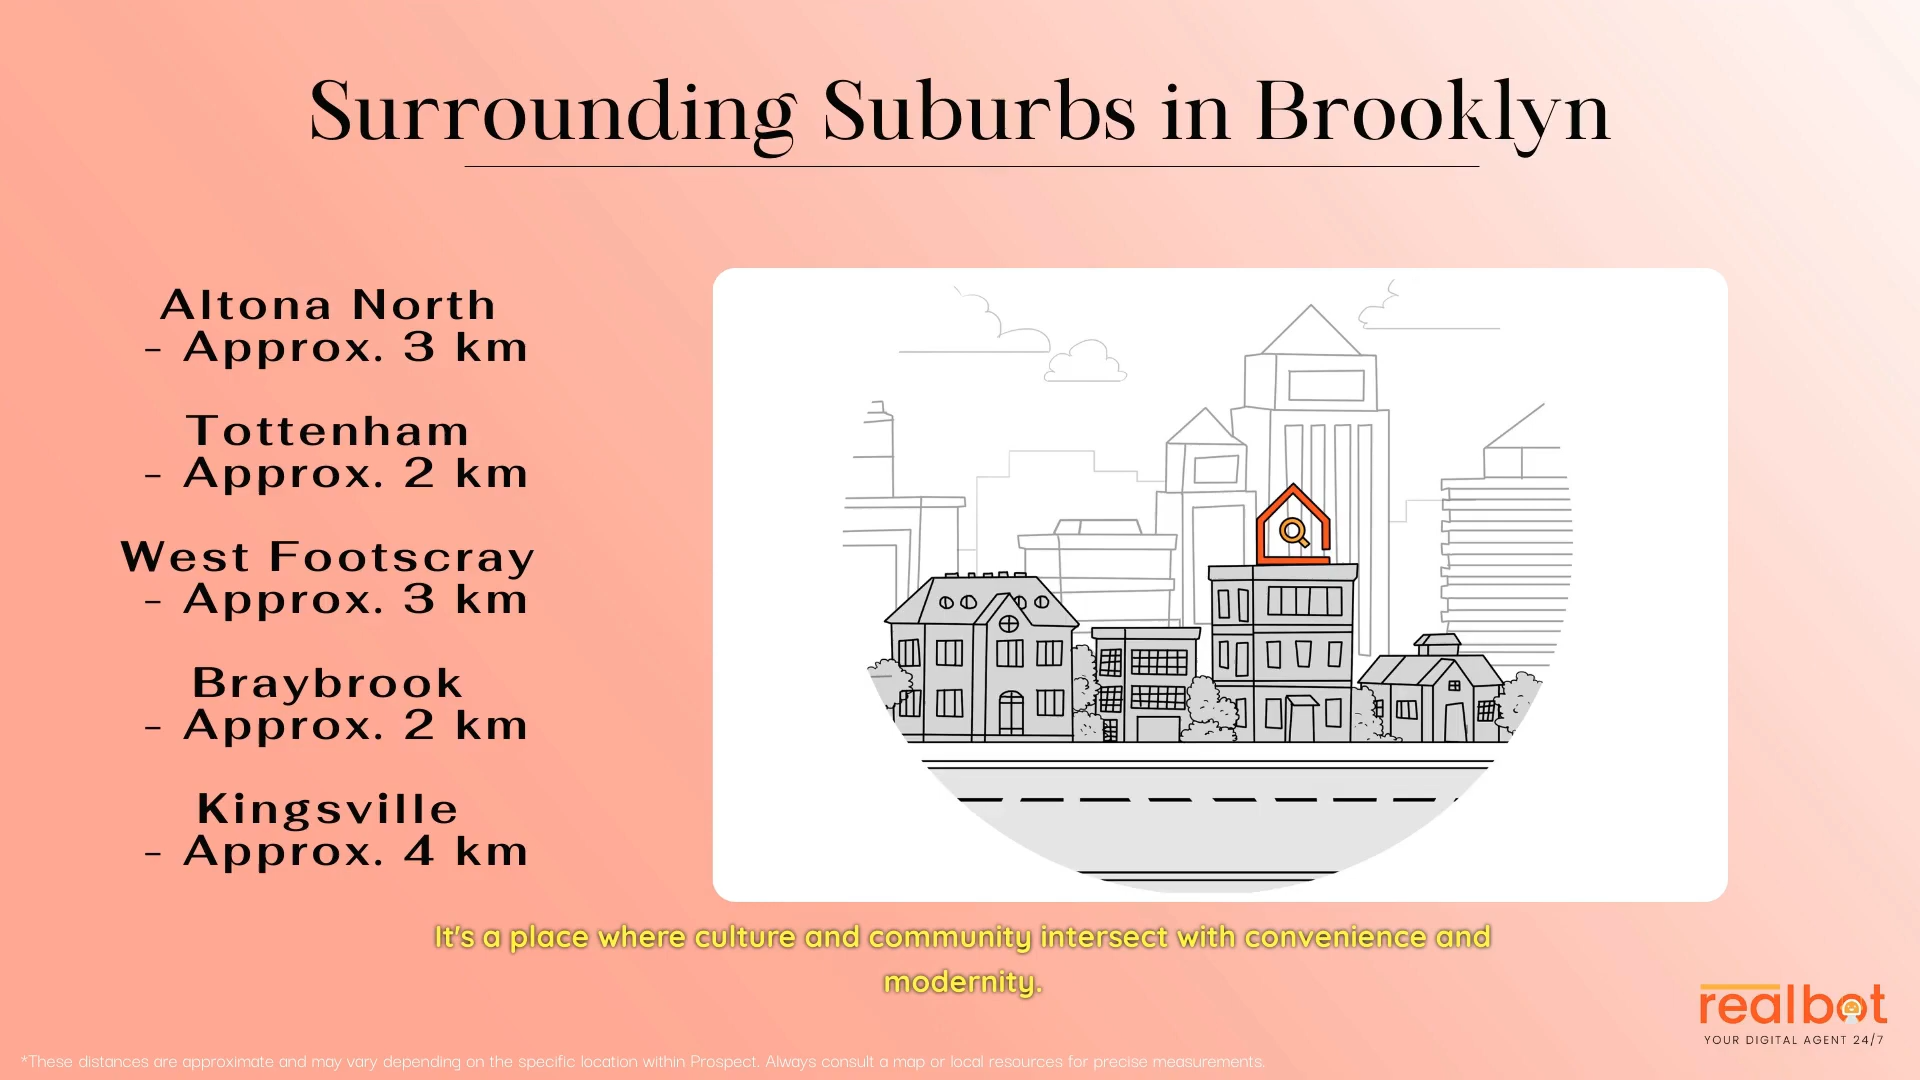 Surrounding Suburbs in Brooklyn
Altona North
- Approx. 3 km
Tottenham
- Approx. 2 km
West Footscray
- Approx. 3 km
Braybrook
- Approx. 2 km
Kingsville
- Approx. 4 km
It's a place where culture and community intersect with convenience and
modernity.
realbot
YOUR DIGITAL AGENT 24/7
*These distances are approximate and may vary depending on the specific location within Prospect. Always consult a map or local resources for precise measurements.